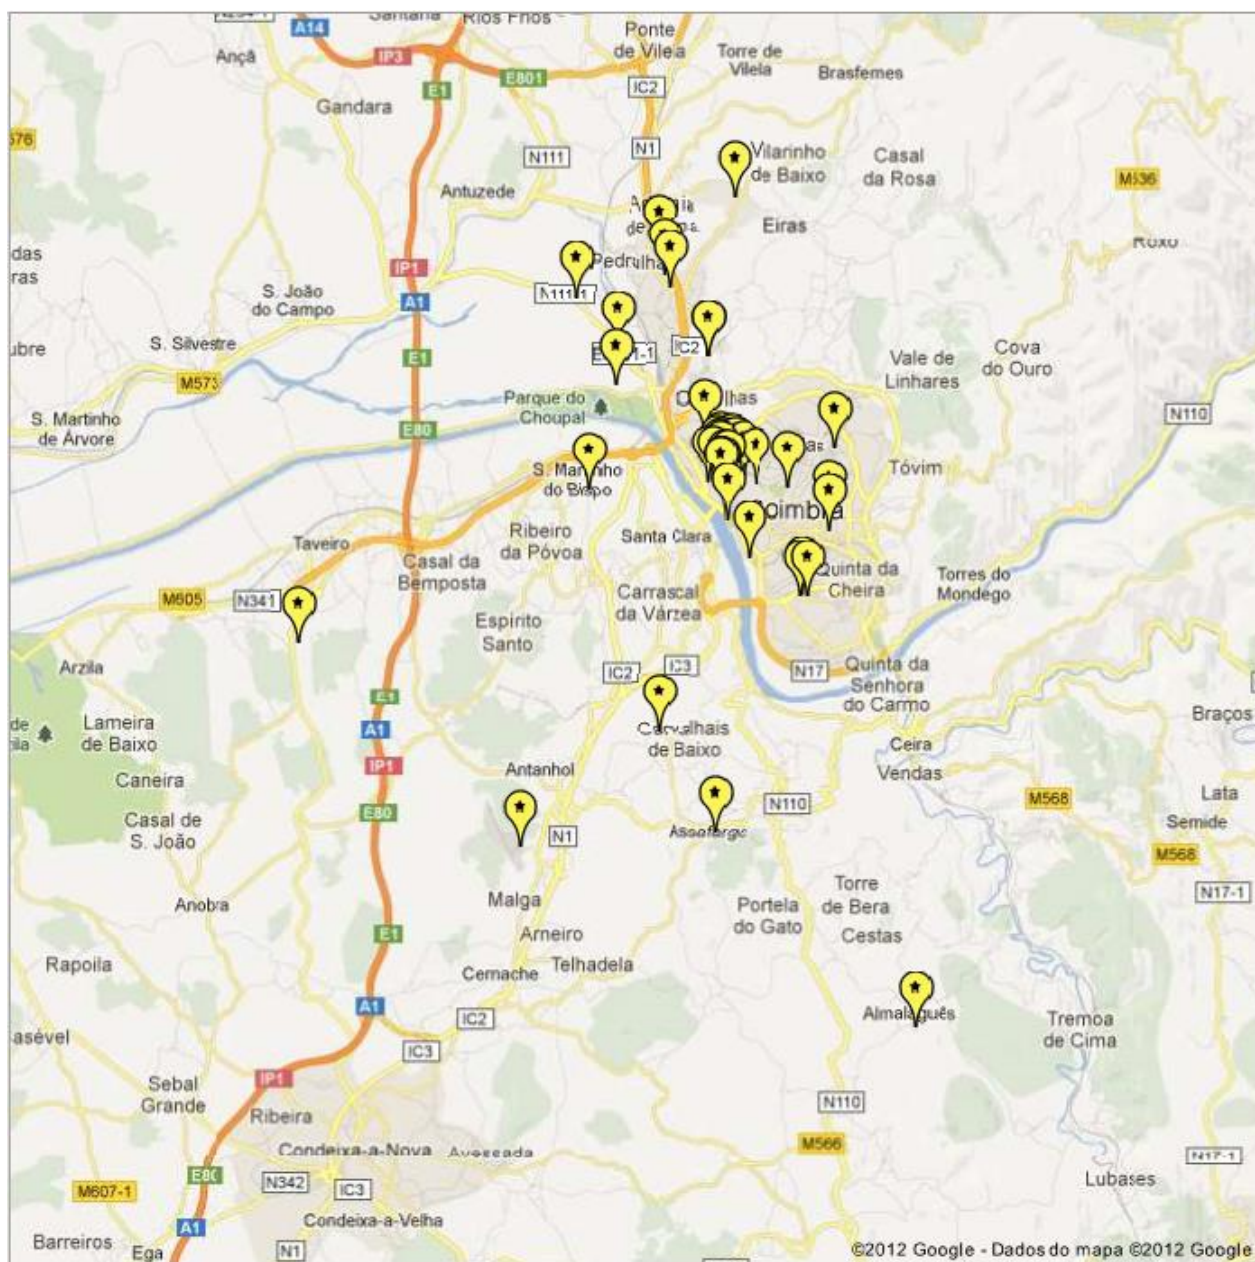 A14
Santana
Rios Frios
Ançã
IP3
E801
E1
Ponte
de Vilela
Torre de
Vilela
Brasfemes
IC2
Gandara
N111
N1
Vilarinho
de Baixo
Casal
da Rosa
M536
Antuzede
Eiras
Roxo
das
ras
IP1
A1
S. João
do Campo
N111-1
S. Silvestre
E1
IC2
M573
Vale de
Linhares
Cova
do Ouro
S. Martinho
de Árvore
Parque do
Choupal
N110
E80
S. Martinho
do Bispo
Tóvim
Taveiro
Ribeiro
da Póvoa
Santa Clara
Casal da
Bemposta
Quinta da
Cheira
Torres do
Mondego
M605
N341
Carrascal
da Várzea
Espírito
Santo
Arzila
IC2
IC3
N17
Quinta da
Senhora
do Carmo
E1
Lameira
de Baixo
A1
de Baixo
Braços
Ceira
Vendas
IP1
Antanhol
Caneira
N110
M568
Lata
Semide
E80
Casal de
S. João
N1
M568
Malga
Torre
de Bera
N17-1
Anobra
Portela
do Gato
Cestas
E1
Arneiro
Rapoila
Cernache
Telhadela
A1
IC2
Almalaguês
Tremoa
de Cima
IC3
IP1
Sebal
Grande
Ribeira
N110
Condeixa-a-Nova
M566
N17-1
E80
N342
IC3
Lubases
M607-1
Condeixa-a-Velha
A1
Barreiros
Ega
N1
©2012 Google - Dados do mapa ©2012 Google